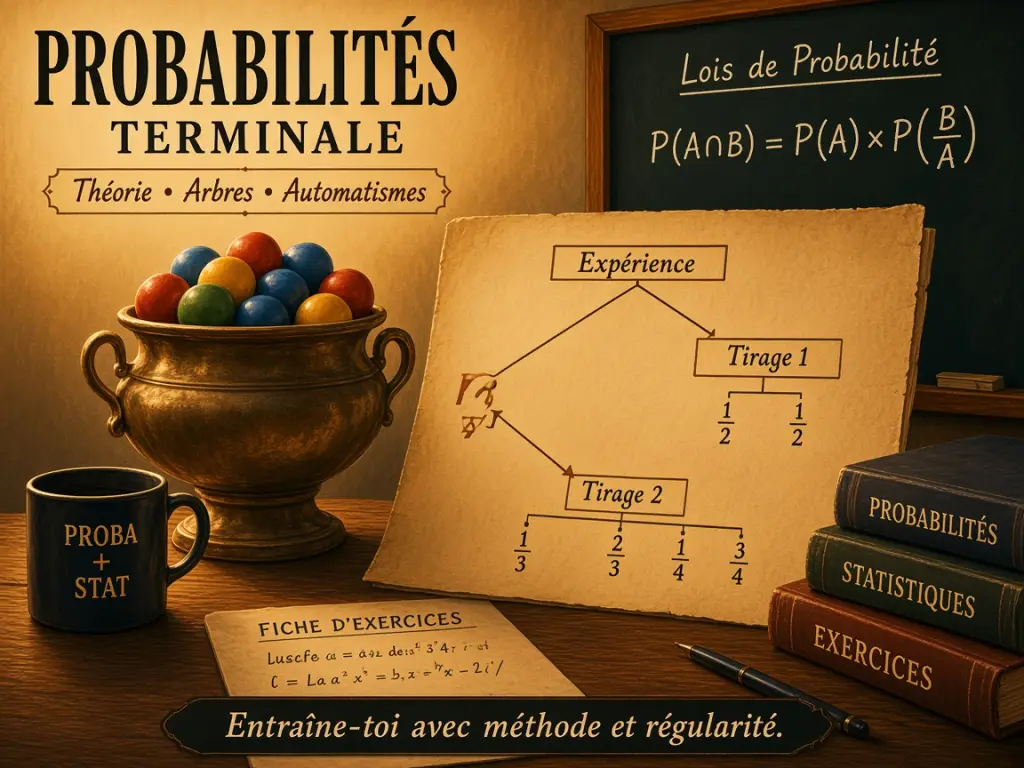 PROBABILITÉS
TERMINALE
Théorie • Arbres • Automatismes
Lois de Probabilité
P(A∩B) = P(A) × P(B/A)
Expérience
Tirage 1
1/2 1/2
Tirage 2
1/3 2/3 1/4 3/4
PROBA
+
STAT
PROBABILITÉS
STATISTIQUES
EXERCICES
FICHE D'EXERCICES
Entraîne-toi avec méthode et régularité.